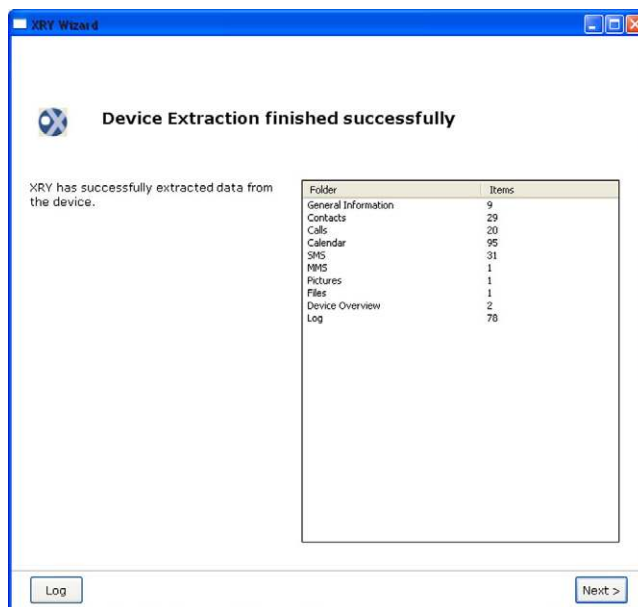 XRY Wizard
Device Extraction finished successfully
XRY has successfully extracted data from
the device.
Folder Items
General Information 9
Contacts 29
Calls 20
Calendar 95
SMS 31
MMS 1
Pictures 1
Files 1
Device Overview 2
Log 78
Log Next >